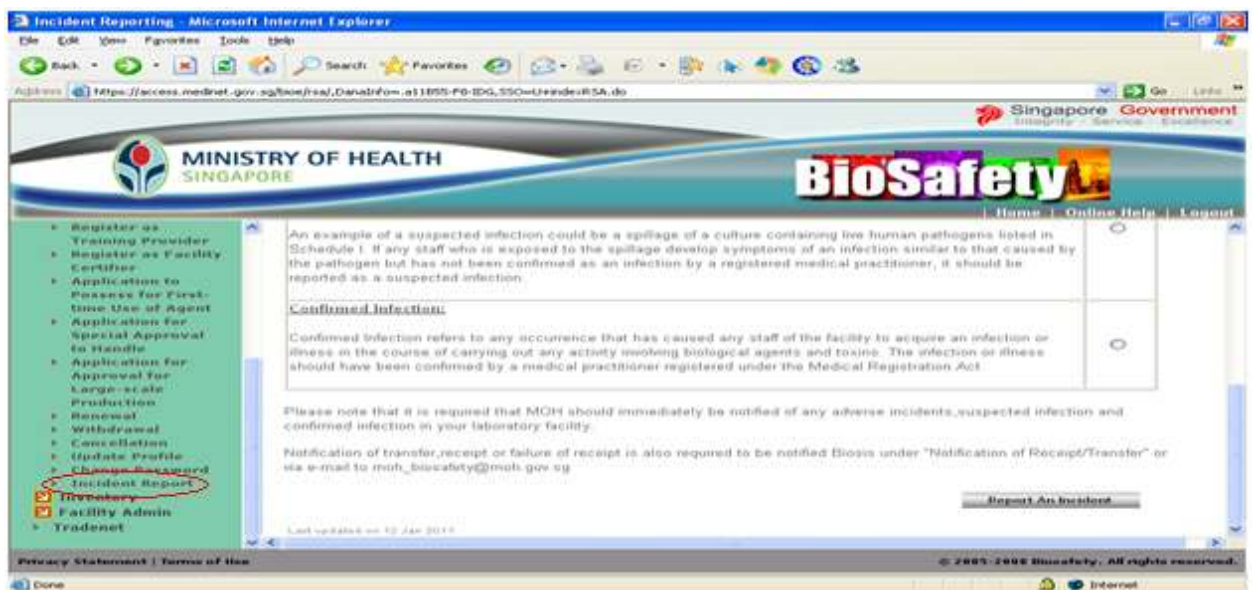 Incident Reporting - Microsoft Internet Explorer
File Edit View Favorites Tools Help
Back Search Favorites
Address Go Links
Singapore Government
Integrity · Service · Excellence
MINISTRY OF HEALTH
SINGAPORE
BioSafety
| Home | Online Help | Logout
Register as
Training Provider
Register as Facility
Certifier
Application to
Possess for First-
time Use of Agent
Application for
Special Approval
to Handle
Application for
Approval for
Large-scale
Production
Renewal
Withdrawal
Cancellation
Update Profile
Change Password
Incident Report
Inventory
Facility Admin
Tradenet
An example of a suspected infection could be a spillage of a culture containing live human pathogens listed in
Schedule I. If any staff who is exposed to the spillage develop symptoms of an infection similar to that caused by
the pathogen but has not been confirmed as an infection by a registered medical practitioner, it should be
reported as a suspected infection.
Confirmed Infection:
Confirmed Infection refers to any occurrence that has caused any staff of the facility to acquire an infection or
illness in the course of carrying out any activity involving biological agents and toxins. The infection or illness
should have been confirmed by a medical practitioner registered under the Medical Registration Act.
Please note that it is required that MOH should immediately be notified of any adverse incidents,suspected infection and
confirmed infection in your laboratory facility.
Notification of transfer,receipt or failure of receipt is also required to be notified Biosis under "Notification of Receipt/Transfer" or
via e-mail to moh_biosafety@moh.gov.sg
Report An Incident
Last updated on 12 Jan 2011
Privacy Statement | Terms of Use
© 2005-2008 Biosafety. All rights reserved.
Done
Internet